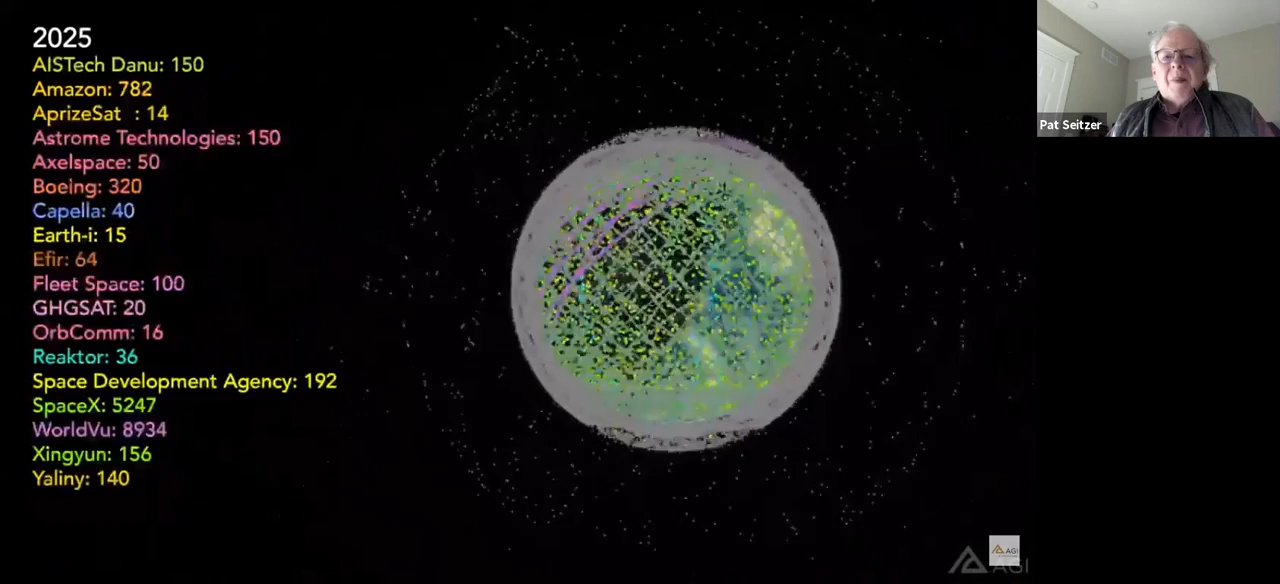 2025
AISTech Danu: 150
Amazon: 782
AprizeSat : 14
Astrome Technologies: 150
Axelspace: 50
Boeing: 320
Capella: 40
Earth-i: 15
Efir: 64
Fleet Space: 100
GHGSAT: 20
OrbComm: 16
Reaktor: 36
Space Development Agency: 192
SpaceX: 5247
WorldVu: 8934
Xingyun: 156
Yaliny: 140
Pat Seitzer
AGI
AGI